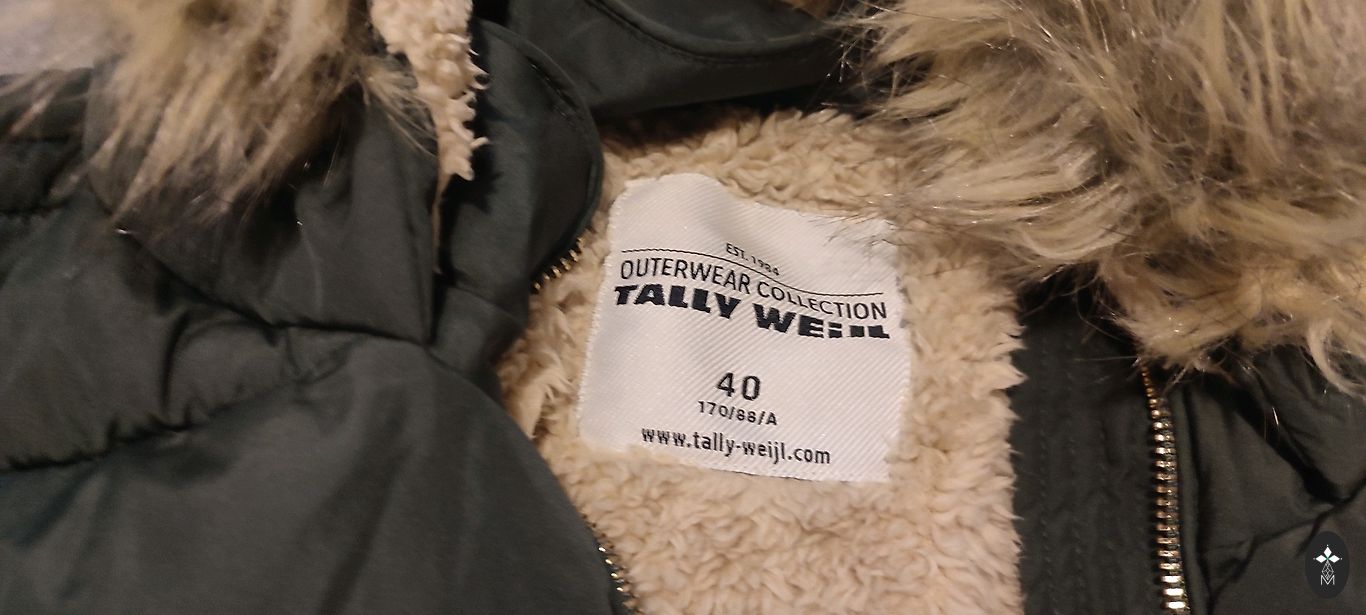 EST. 1984
OUTERWEAR COLLECTION
TALLY WEiJL
40
170/88/A
www.tally-weijl.com
M